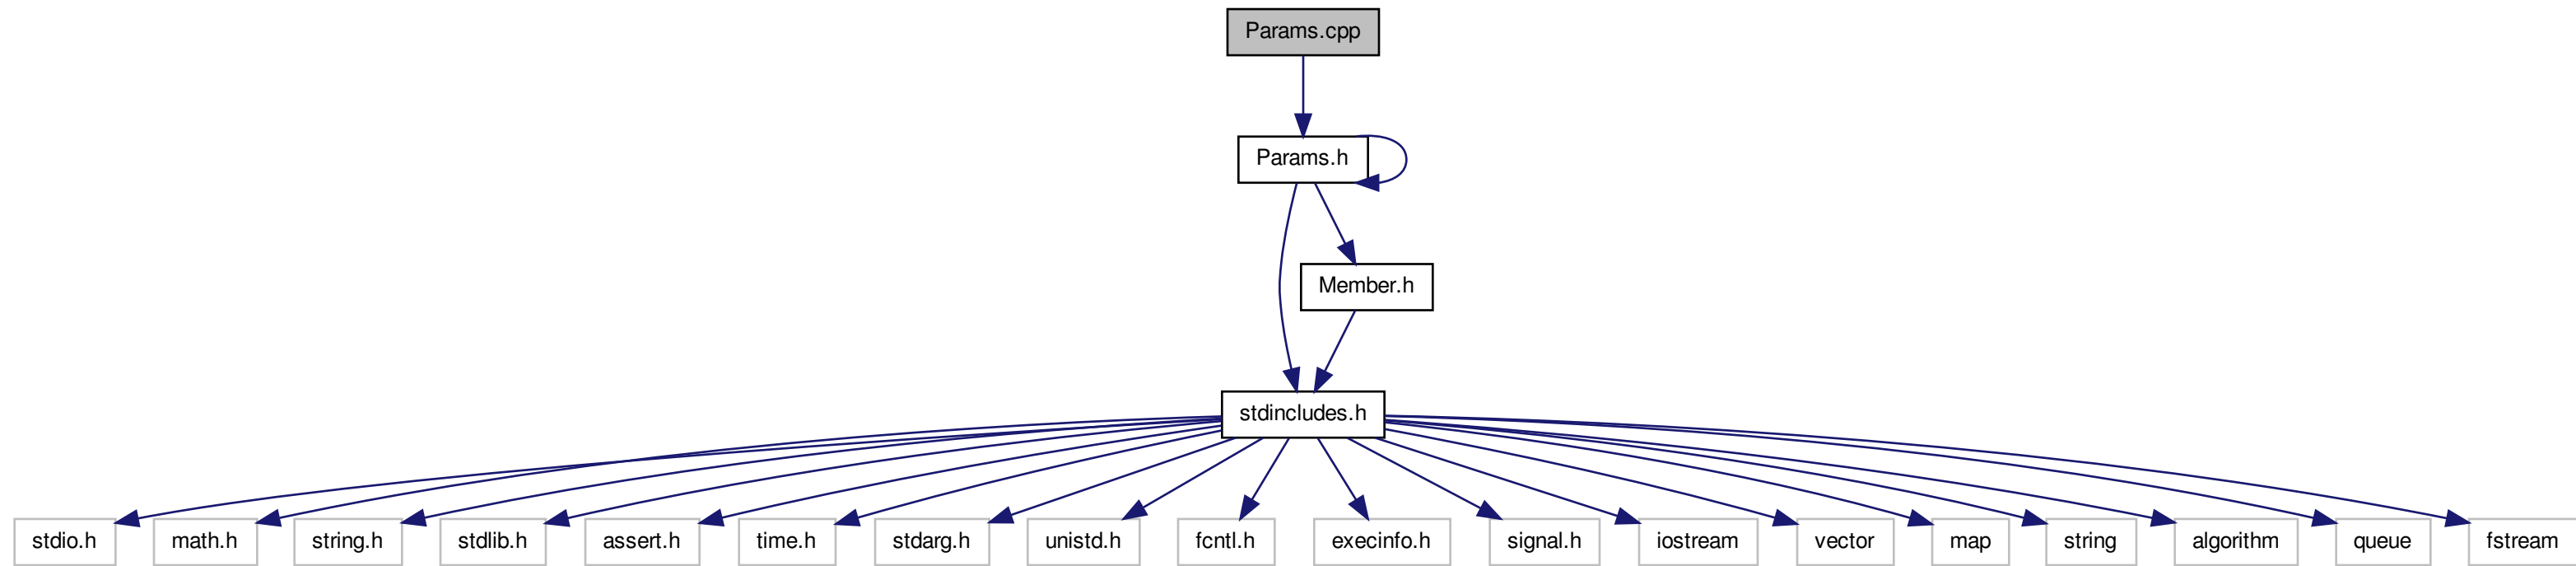 Params.cpp
Params.h
Member.h
stdincludes.h
stdio.h
math.h
string.h
stdlib.h
assert.h
time.h
stdarg.h
unistd.h
fcntl.h
execinfo.h
signal.h
iostream
vector
map
string
algorithm
queue
fstream